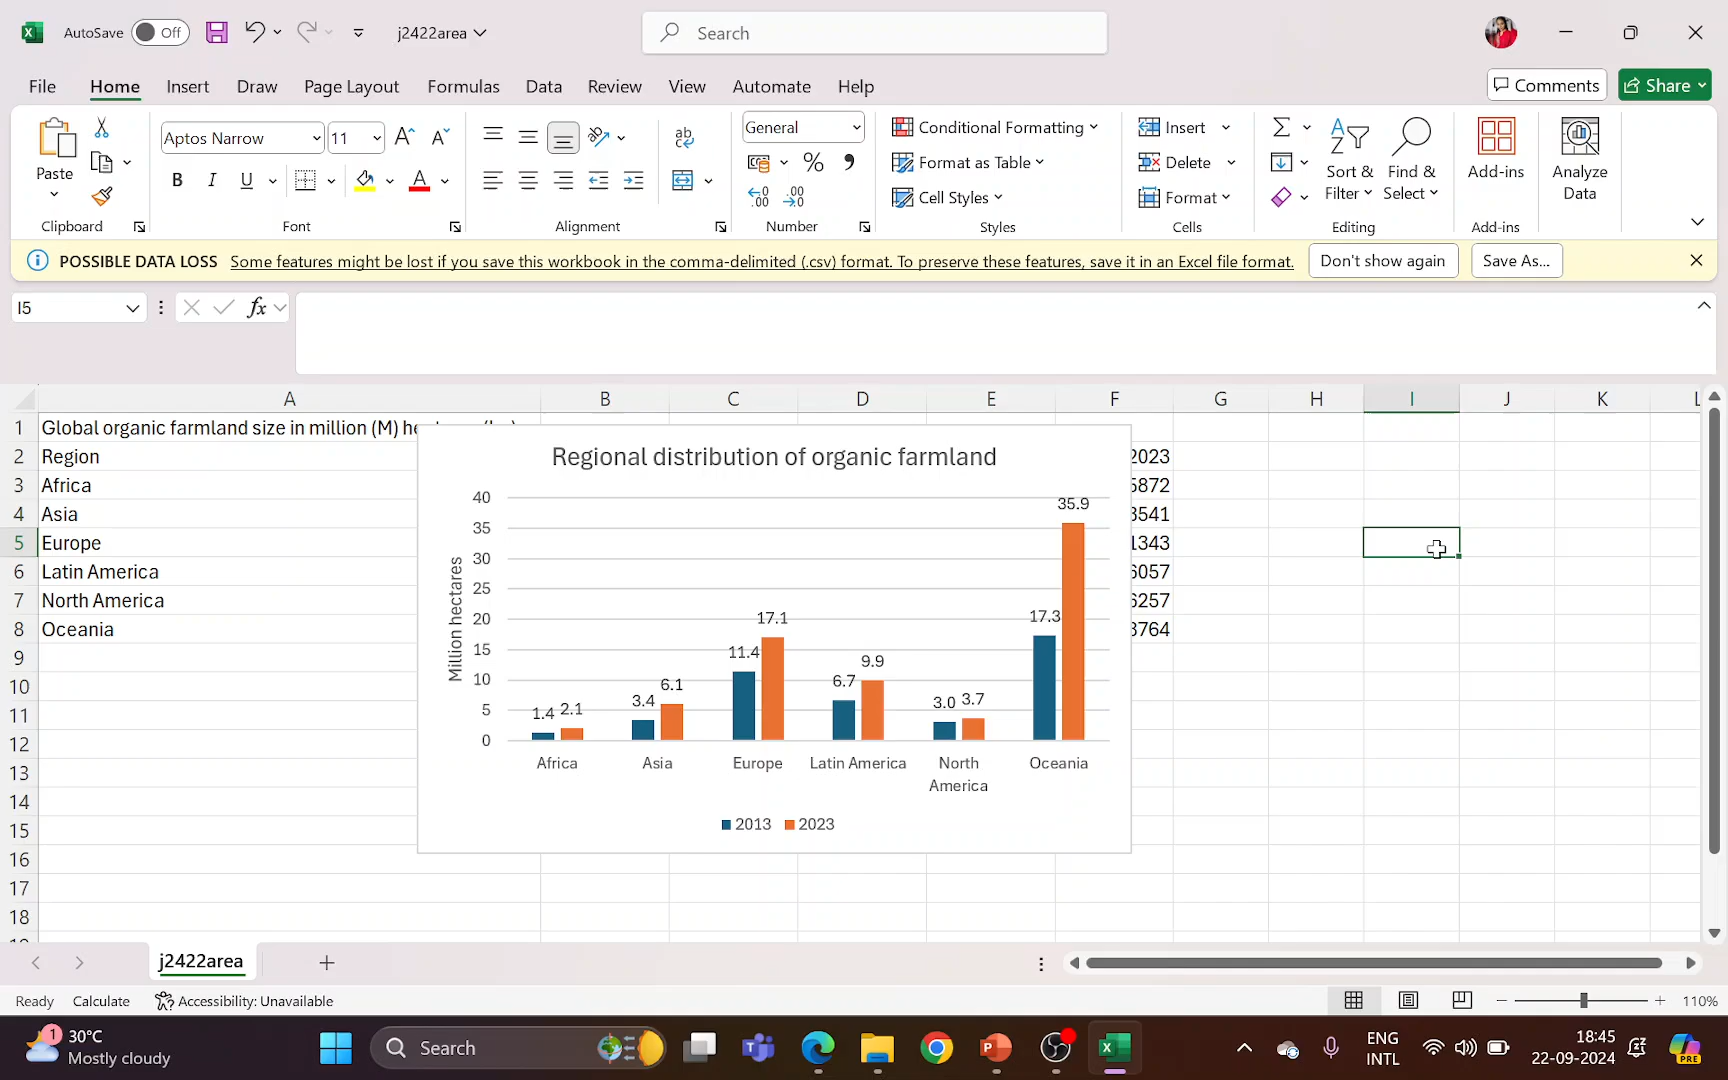 AutoSave Off j2422area Search
File Home Insert Draw Page Layout Formulas Data Review View Automate Help Comments Share
Paste
Clipboard
Aptos Narrow 11
B I U A
Font
ab
Alignment
General
% 9
.00 .00
Number
Conditional Formatting
Format as Table
Cell Styles
Styles
Insert
Delete
Format
Cells
Sort & Filter
Find & Select
Editing
Add-ins
Add-ins
Analyze Data
POSSIBLE DATA LOSS Some features might be lost if you save this workbook in the comma-delimited (.csv) format. To preserve these features, save it in an Excel file format. Don't show again Save As...
I5 fx
A B C D E F G H I J K L
1 Global organic farmland size in million (M)
2 Region 2023
3 Africa 5872
4 Asia 3541
5 Europe 1343
6 Latin America 6057
7 North America 6257
8 Oceania 3764
9
10
11
12
13
14
15
16
17
18
Regional distribution of organic farmland
Million hectares
40
35
30
25
20
15
10
5
0
1.4 2.1
3.4 6.1
11.4 17.1
6.7 9.9
3.0 3.7
17.3 35.9
Africa Asia Europe Latin America North America Oceania
2013 2023
j2422area
Ready Calculate Accessibility: Unavailable 110%
1 30°C
Mostly cloudy
Search
ENG
INTL
18:45
22-09-2024
PRE